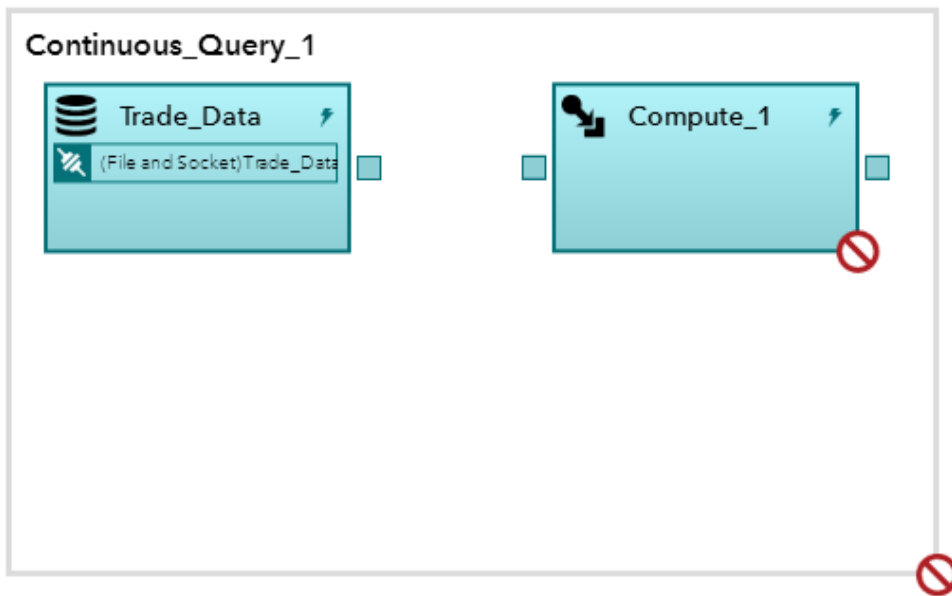 Continuous_Query_1
Trade_Data
(File and Socket)Trade_Data
Compute_1